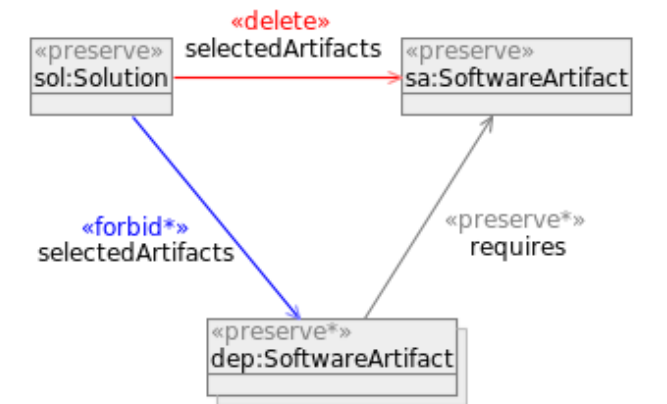 «delete»
selectedArtifacts
«preserve»
sol:Solution
«preserve»
sa:SoftwareArtifact
«forbid*»
selectedArtifacts
«preserve*»
requires
«preserve*»
dep:SoftwareArtifact